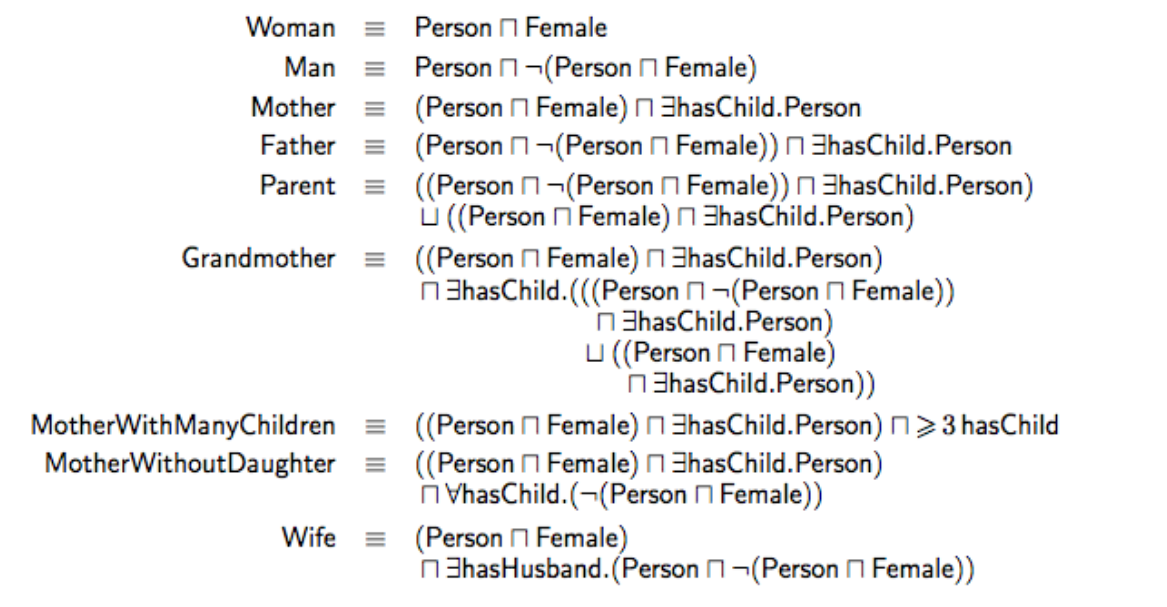 Woman ≡ Person ⊓ Female
Man ≡ Person ⊓ ¬(Person ⊓ Female)
Mother ≡ (Person ⊓ Female) ⊓ ∃hasChild.Person
Father ≡ (Person ⊓ ¬(Person ⊓ Female)) ⊓ ∃hasChild.Person
Parent ≡ ((Person ⊓ ¬(Person ⊓ Female)) ⊓ ∃hasChild.Person)
⊔ ((Person ⊓ Female) ⊓ ∃hasChild.Person)
Grandmother ≡ ((Person ⊓ Female) ⊓ ∃hasChild.Person)
⊓ ∃hasChild.(((Person ⊓ ¬(Person ⊓ Female))
⊓ ∃hasChild.Person)
⊔ ((Person ⊓ Female)
⊓ ∃hasChild.Person))
MotherWithManyChildren ≡ ((Person ⊓ Female) ⊓ ∃hasChild.Person) ⊓ ⩾ 3 hasChild
MotherWithoutDaughter ≡ ((Person ⊓ Female) ⊓ ∃hasChild.Person)
⊓ ∀hasChild.(¬(Person ⊓ Female))
Wife ≡ (Person ⊓ Female)
⊓ ∃hasHusband.(Person ⊓ ¬(Person ⊓ Female))